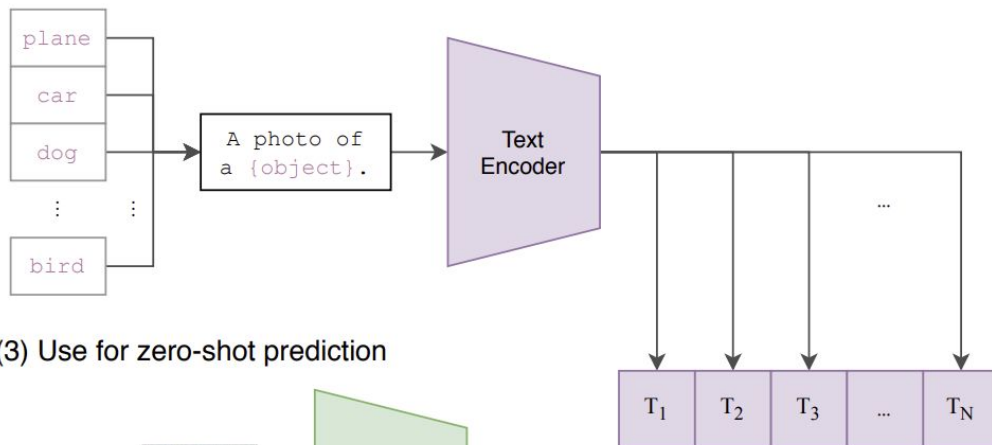 plane
car
dog
⋮ ⋮
bird
A photo of
a {object}.
Text
Encoder
...
(3) Use for zero-shot prediction
T1 T2 T3 ... TN